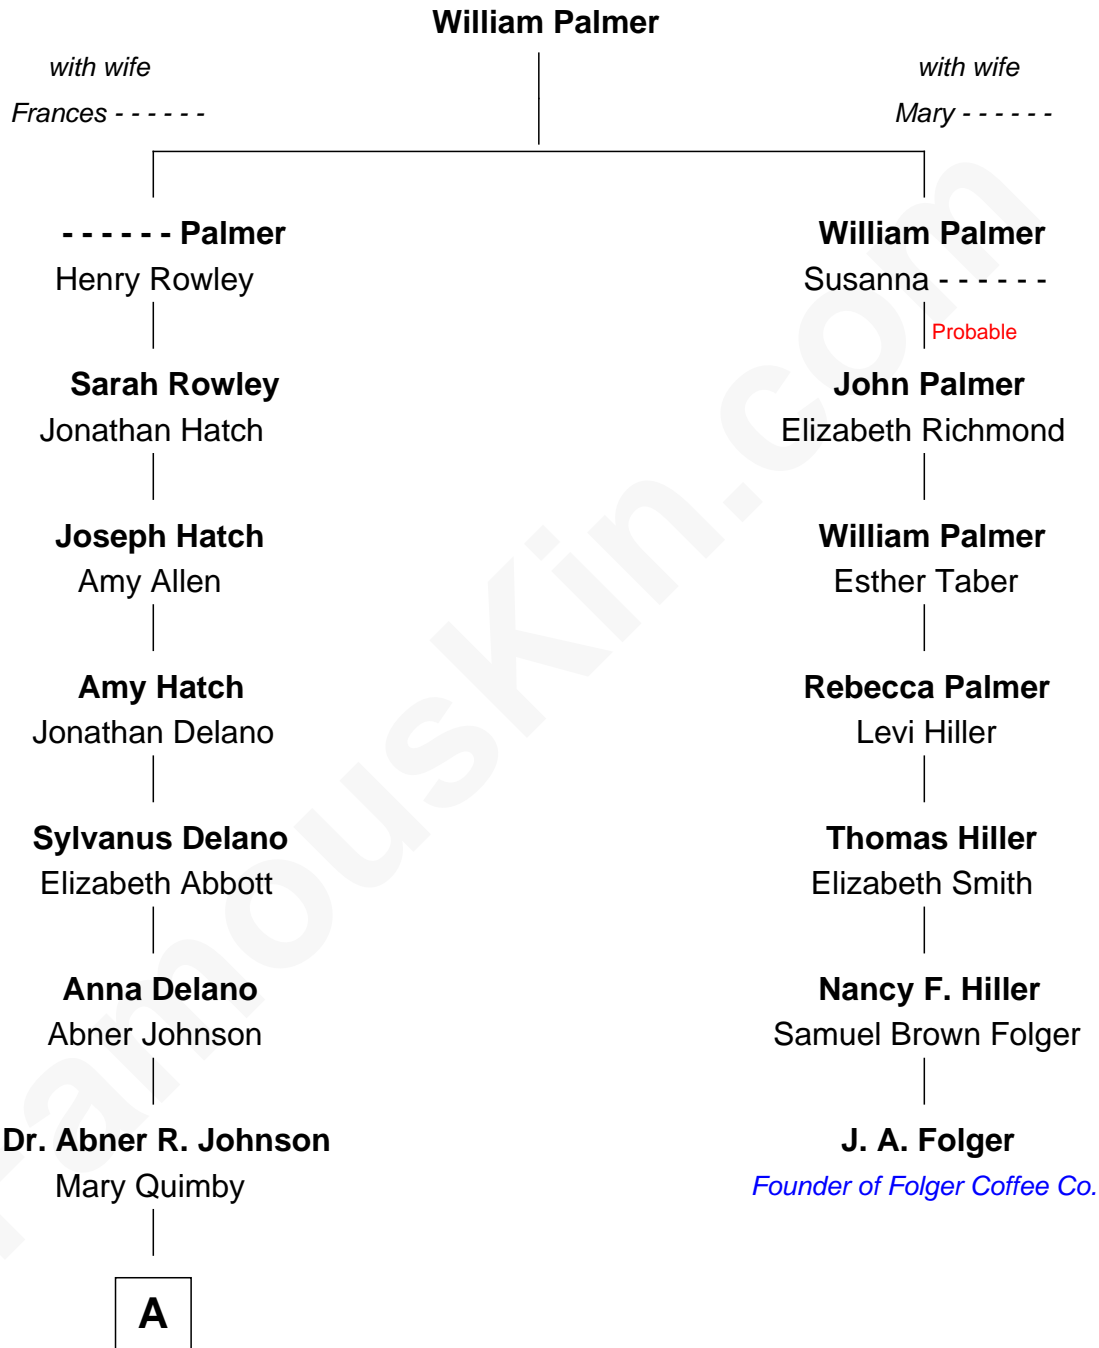 William Palmer
with wife
Frances - - - - - -
with wife
Mary - - - - - -
- - - - - - Palmer
Henry Rowley
William Palmer
Susanna - - - - - -
Probable
Sarah Rowley
Jonathan Hatch
John Palmer
Elizabeth Richmond
Joseph Hatch
Amy Allen
William Palmer
Esther Taber
Amy Hatch
Jonathan Delano
Rebecca Palmer
Levi Hiller
Sylvanus Delano
Elizabeth Abbott
Thomas Hiller
Elizabeth Smith
Anna Delano
Abner Johnson
Nancy F. Hiller
Samuel Brown Folger
Dr. Abner R. Johnson
Mary Quimby
J. A. Folger
Founder of Folger Coffee Co.
A
FamousKin.com